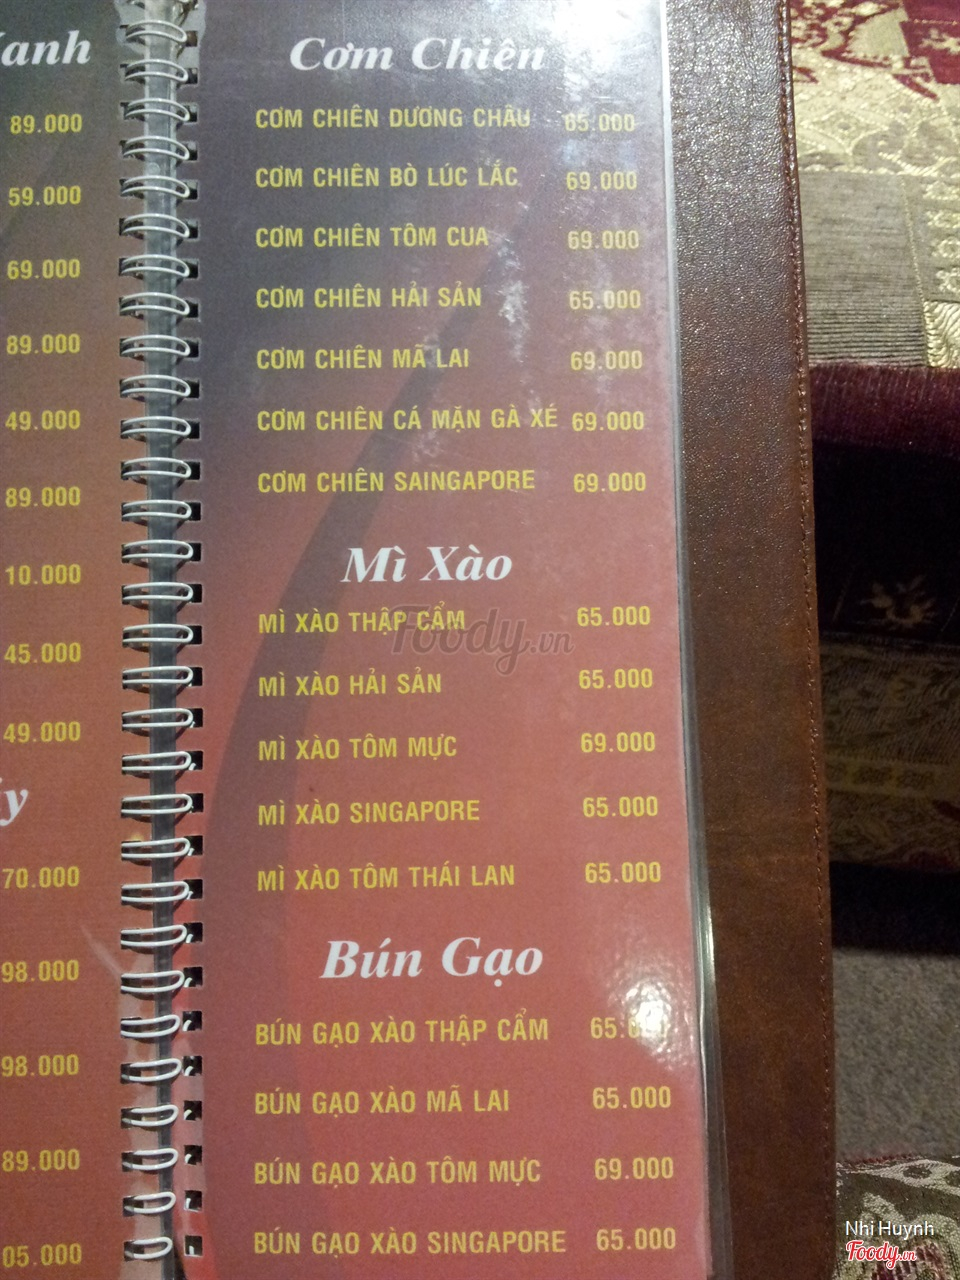 89.000
59.000
69.000
89.000
49.000
89.000
10.000
45.000
49.000
70.000
98.000
98.000
89.000
05.000
Cơm Chiên
CƠM CHIÊN DƯƠNG CHÂU 65.000
CƠM CHIÊN BÒ LÚC LẮC 69.000
CƠM CHIÊN TÔM CUA 69.000
CƠM CHIÊN HẢI SẢN 65.000
CƠM CHIÊN MÃ LAI 69.000
CƠM CHIÊN CÁ MẶN GÀ XÉ 69.000
CƠM CHIÊN SAINGAPORE 69.000
Mì Xào
MÌ XÀO THẬP CẨM 65.000
Foody.vn
MÌ XÀO HẢI SẢN 65.000
MÌ XÀO TÔM MỰC 69.000
MÌ XÀO SINGAPORE 65.000
MÌ XÀO TÔM THÁI LAN 65.000
Bún Gạo
BÚN GẠO XÀO THẬP CẨM
BÚN GẠO XÀO MÃ LAI 65.000
BÚN GẠO XÀO TÔM MỰC 69.000
BÚN GẠO XÀO SINGAPORE 65.000
Nhi Huynh
Foody.vn